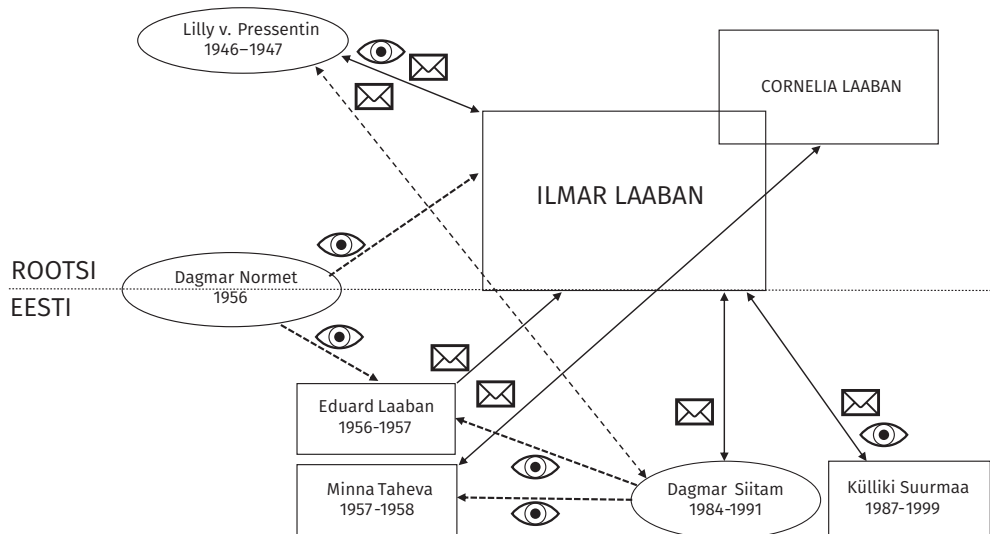 Lilly v. Pressentin
1946–1947
CORNELIA LAABAN
ILMAR LAABAN
ROOTSI
EESTI
Dagmar Normet
1956
Eduard Laaban
1956-1957
Minna Taheva
1957-1958
Dagmar Siitam
1984-1991
Külliki Suurmaa
1987-1999